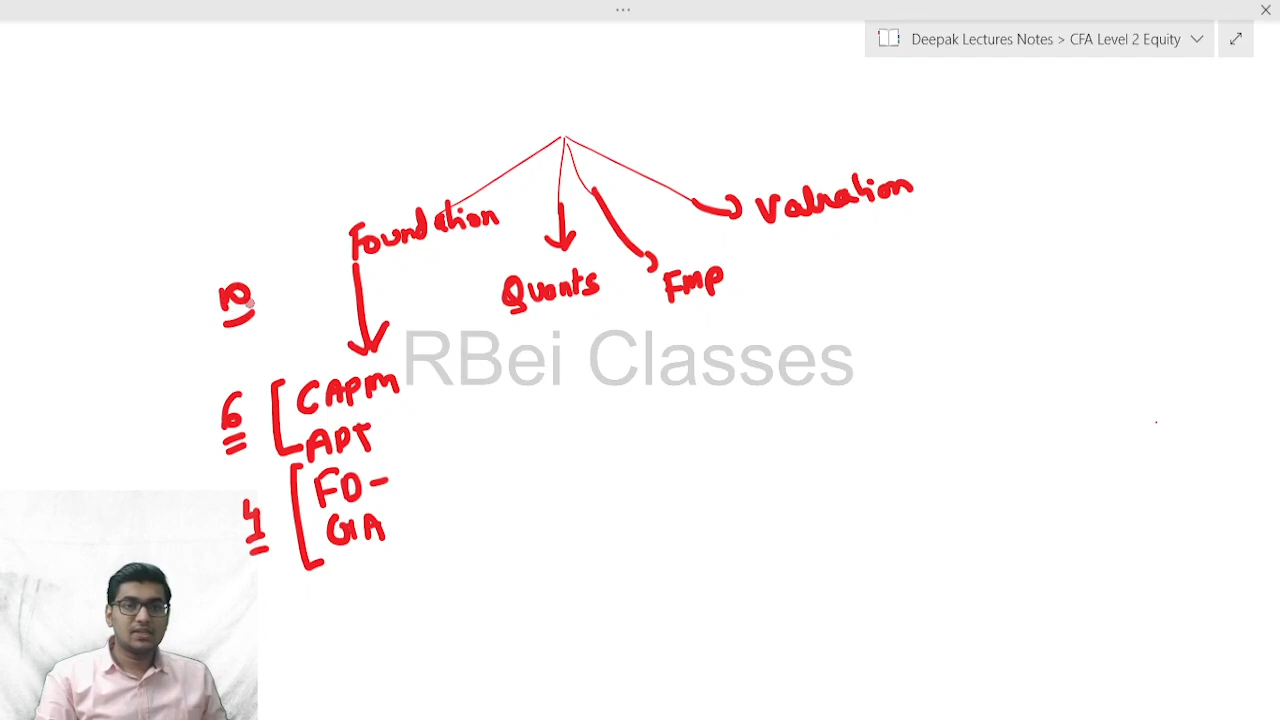 Deepak Lectures Notes > CFA Level 2 Equity
Foundation
Quants
FMP
Valuation
10
RBei Classes
6
CAPM
APT
4
FD -